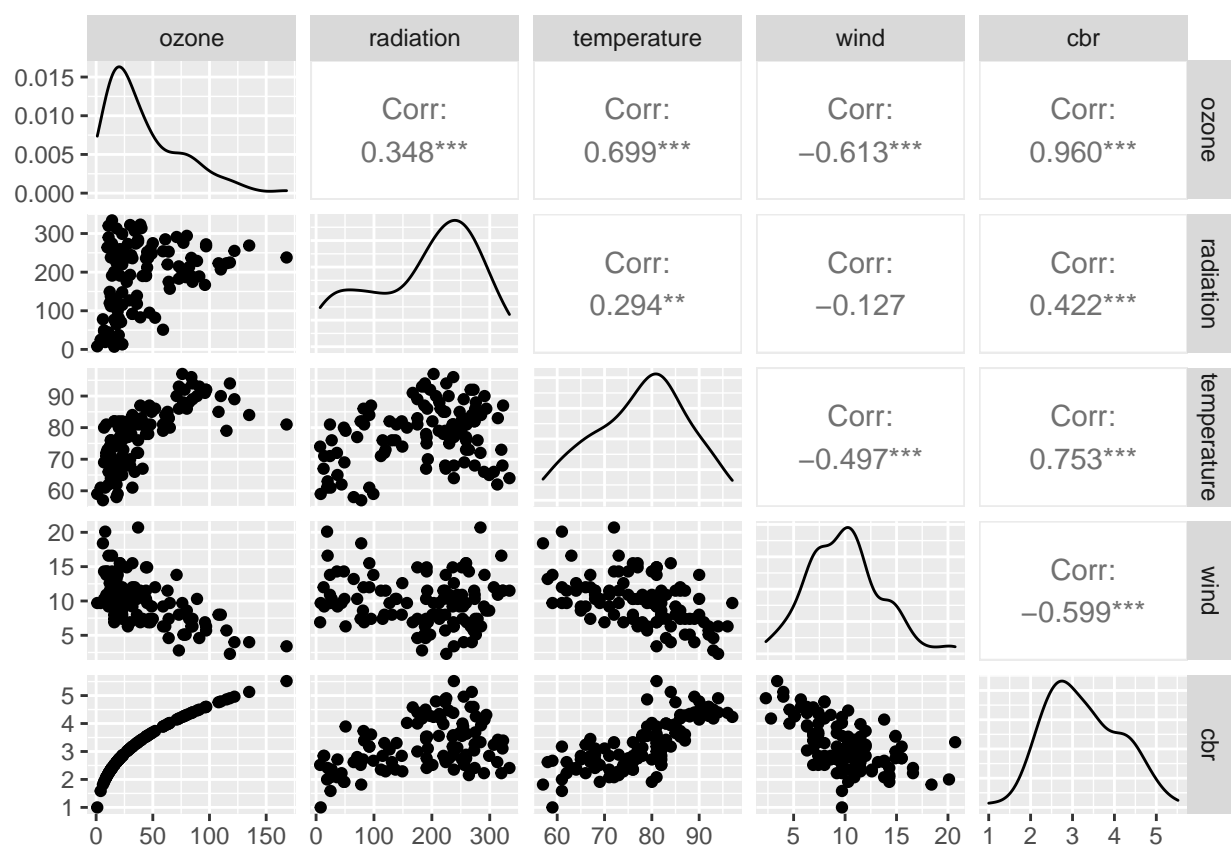 ozone radiation temperature wind cbr
0.015
0.010
0.005
0.000
Corr:
0.348***
Corr:
0.699***
Corr:
−0.613***
Corr:
0.960***
ozone
300
200
100
0
Corr:
0.294**
Corr:
−0.127
Corr:
0.422***
radiation
90
80
70
60
Corr:
−0.497***
Corr:
0.753***
temperature
20
15
10
5
Corr:
−0.599***
wind
5
4
3
2
1
cbr
0 50 100 150 0 100 200 300 60 70 80 90 5 10 15 20 1 2 3 4 5